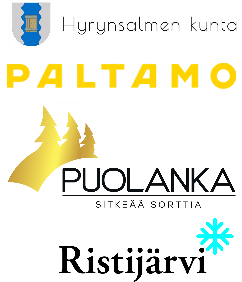 Hyrynsalmen kunta
PALTAMO
PUOLANKA
SITKEÄÄ SORTTIA
Ristijärvi